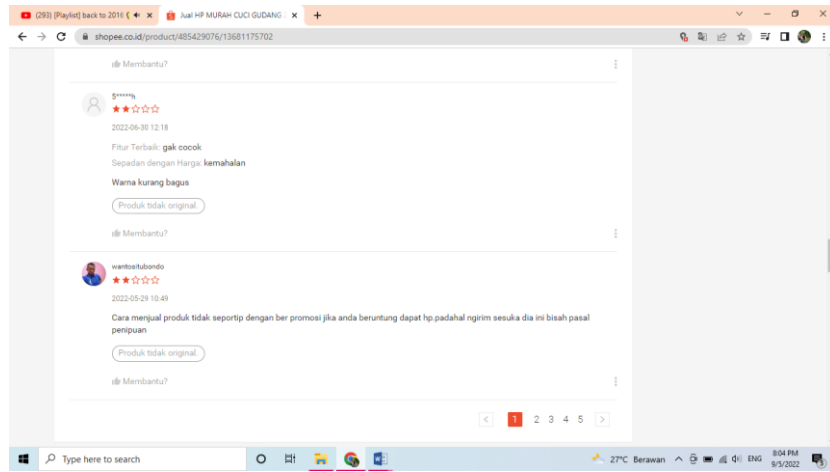 (293) [Playlist] back to 2016
Jual HP MURAH CUCI GUDANG
shopee.co.id/product/485429076/13681175702
Membantu?
5*****h
2022-06-30 12:18
Fitur Terbaik: gak cocok
Sepadan dengan Harga: kemahalan
Warna kurang bagus
Produk tidak original.
Membantu?
wantositubondo
2022-05-29 10:49
Cara menjual produk tidak seportip dengan ber promosi jika anda beruntung dapat hp.padahal ngirim sesuka dia ini bisah pasal
penipuan
Produk tidak original.
Membantu?
< 1 2 3 4 5 >
Type here to search
27°C Berawan
ENG
8:04 PM
9/5/2022